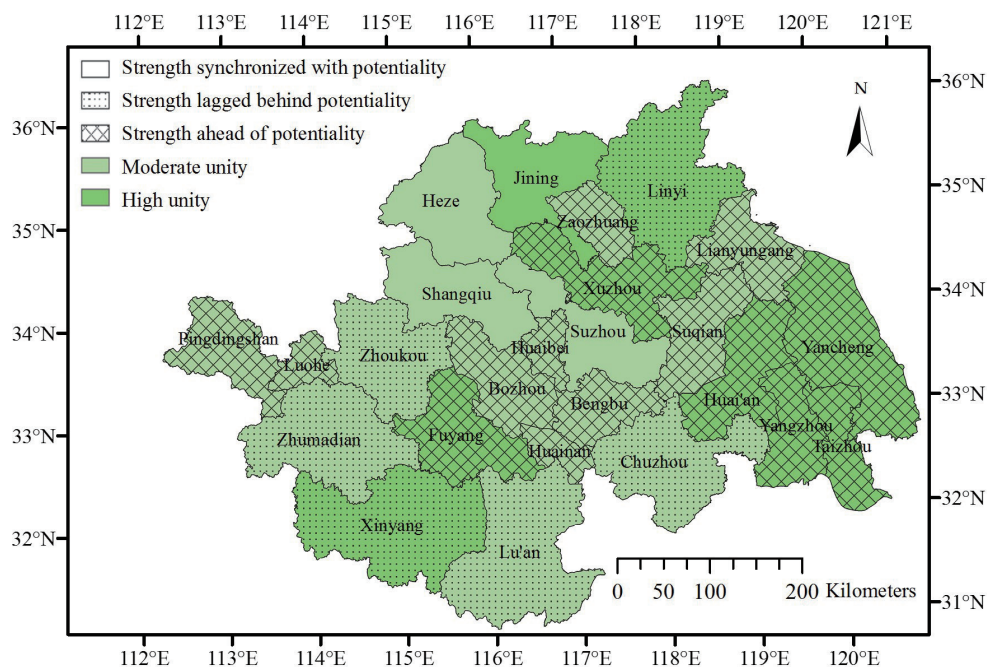 112°E 113°E 114°E 115°E 116°E 117°E 118°E 119°E 120°E 121°E
Strength synchronized with potentiality
Strength lagged behind potentiality
Strength ahead of potentiality
Moderate unity
High unity
N
36°N
35°N
34°N
33°N
32°N
36°N
35°N
34°N
33°N
32°N
31°N
Jining
Linyi
Heze
Zaozhuang
Lianyungang
Xuzhou
Shangqiu
Suzhou
Suqian
Pingdingshan
Huaibei
Yancheng
Zhoukou
Luohe
Bozhou
Bengbu
Huai'an
Yangzhou
Zhumadian
Fuyang
Huainan
Taizhou
Chuzhou
Xinyang
Lu'an
0 50 100 200 Kilometers
112°E 113°E 114°E 115°E 116°E 117°E 118°E 119°E 120°E